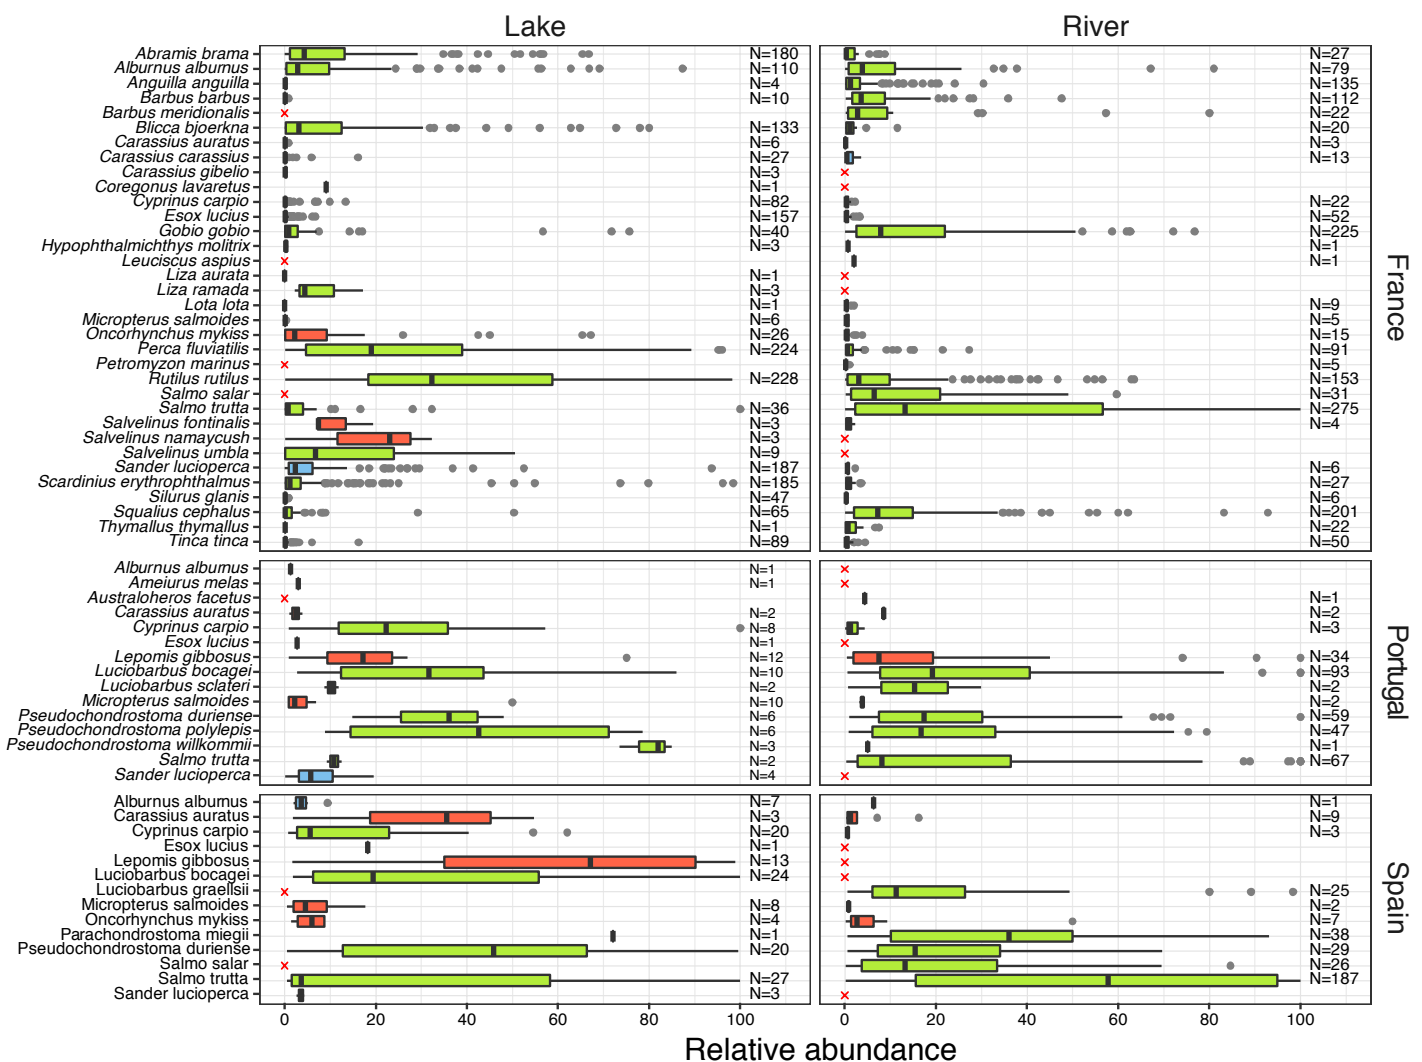 Lake River
Abramis brama N=180 N=27
Alburnus alburnus N=110 N=79
Anguilla anguilla N=4 N=135
Barbus barbus N=10 N=112
Barbus meridionalis N=22
Blicca bjoerkna N=133 N=20
Carassius auratus N=6 N=3
Carassius carassius N=27 N=13
Carassius gibelio N=3
Coregonus lavaretus N=1
Cyprinus carpio N=82 N=22
Esox lucius N=157 N=52
Gobio gobio N=40 N=225
Hypophthalmichthys molitrix N=3 N=1
Leuciscus aspius N=1
Liza aurata N=1
Liza ramada N=3
Lota lota N=1 N=9
Micropterus salmoides N=6 N=5
Oncorhynchus mykiss N=26 N=15
Perca fluviatilis N=224 N=91
Petromyzon marinus N=5
Rutilus rutilus N=228 N=153
Salmo salar N=31
Salmo trutta N=36 N=275
Salvelinus fontinalis N=3 N=4
Salvelinus namaycush N=3
Salvelinus umbla N=9
Sander lucioperca N=187 N=6
Scardinius erythrophthalmus N=185 N=27
Silurus glanis N=47 N=6
Squalius cephalus N=65 N=201
Thymallus thymallus N=1 N=22
Tinca tinca N=89 N=50
France
Alburnus alburnus N=1
Ameiurus melas N=1
Australoheros facetus N=1
Carassius auratus N=2 N=2
Cyprinus carpio N=8 N=3
Esox lucius N=1
Lepomis gibbosus N=12 N=34
Luciobarbus bocagei N=10 N=93
Luciobarbus sclateri N=2 N=2
Micropterus salmoides N=10 N=2
Pseudochondrostoma duriense N=6 N=59
Pseudochondrostoma polylepis N=6 N=47
Pseudochondrostoma willkommii N=3 N=1
Salmo trutta N=2 N=67
Sander lucioperca N=4
Portugal
Alburnus alburnus N=7 N=1
Carassius auratus N=3 N=9
Cyprinus carpio N=20 N=3
Esox lucius N=1
Lepomis gibbosus N=13
Luciobarbus bocagei N=24
Luciobarbus graellsii N=25
Micropterus salmoides N=8 N=2
Oncorhynchus mykiss N=4 N=7
Parachondrostoma miegii N=1 N=38
Pseudochondrostoma duriense N=20 N=29
Salmo salar N=26
Salmo trutta N=27 N=187
Sander lucioperca N=3
Spain
0 20 40 60 80 100 0 20 40 60 80 100
Relative abundance